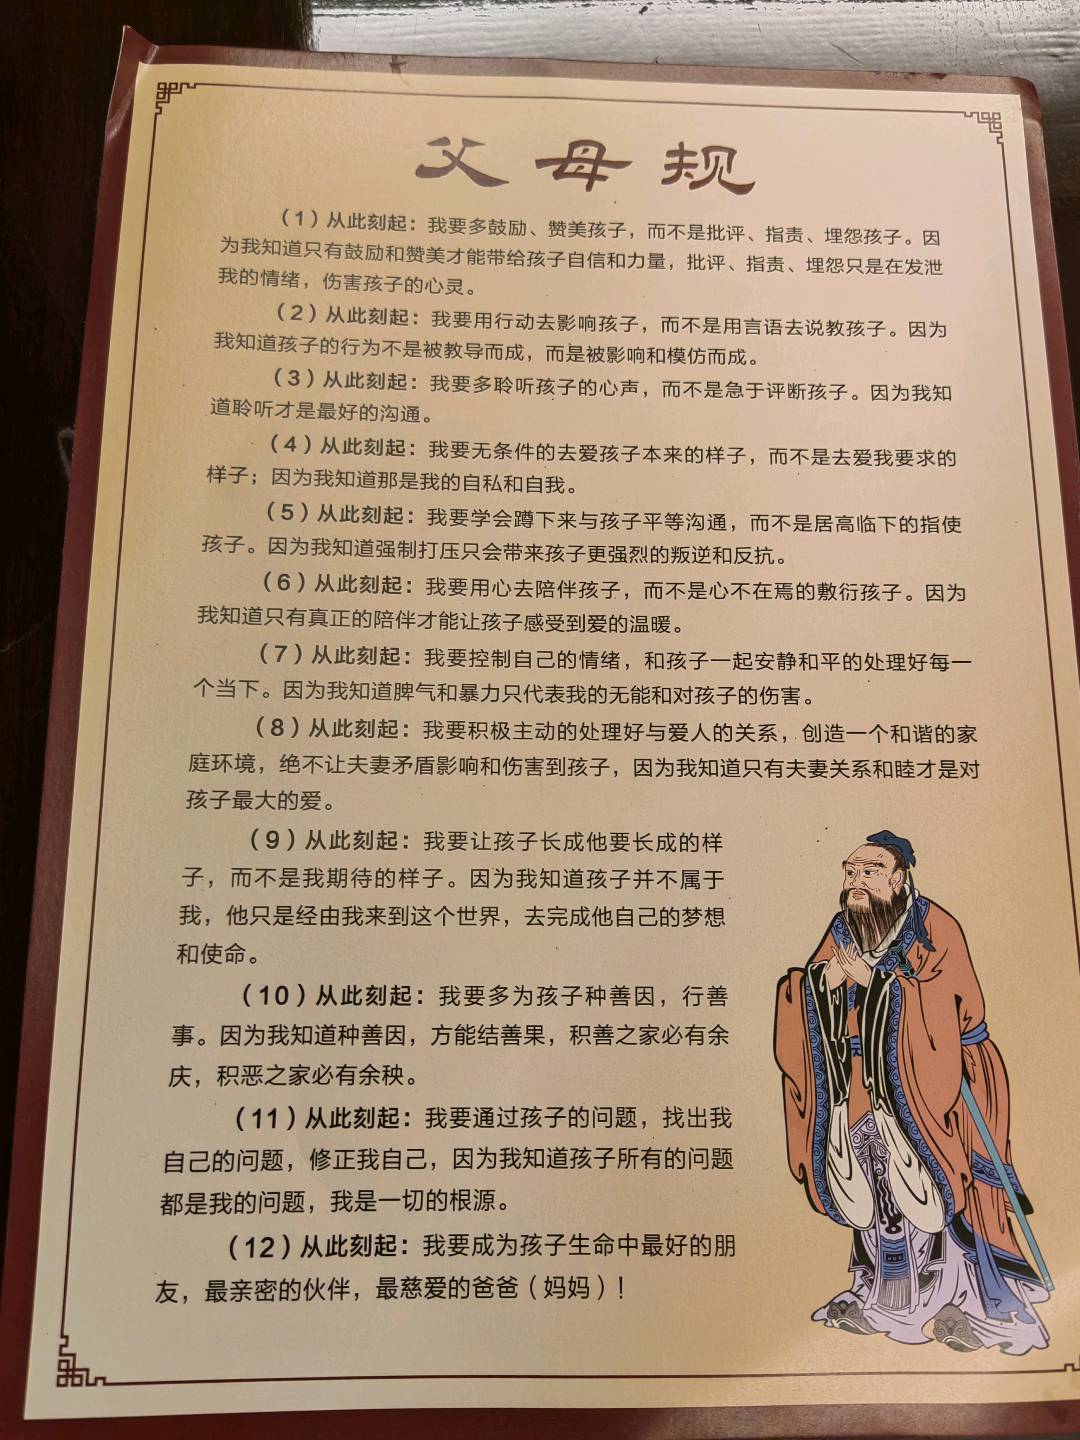 父母规
（1）从此刻起：我要多鼓励、赞美孩子，而不是批评、指责、埋怨孩子。因
为我知道只有鼓励和赞美才能带给孩子自信和力量，批评、指责、埋怨只是在发泄
我的情绪，伤害孩子的心灵。
（2）从此刻起：我要用行动去影响孩子，而不是用言语去说教孩子。因为
我知道孩子的行为不是被教导而成，而是被影响和模仿而成。
（3）从此刻起：我要多聆听孩子的心声，而不是急于评断孩子。因为我知
道聆听才是最好的沟通。
（4）从此刻起：我要无条件的去爱孩子本来的样子，而不是去爱我要求的
样子；因为我知道那是我的自私和自我。
（5）从此刻起：我要学会蹲下来与孩子平等沟通，而不是居高临下的指使
孩子。因为我知道强制打压只会带来孩子更强烈的叛逆和反抗。
（6）从此刻起：我要用心去陪伴孩子，而不是心不在焉的敷衍孩子。因为
我知道只有真正的陪伴才能让孩子感受到爱的温暖。
（7）从此刻起：我要控制自己的情绪，和孩子一起安静和平的处理好每一
个当下。因为我知道脾气和暴力只代表我的无能和对孩子的伤害。
（8）从此刻起：我要积极主动的处理好与爱人的关系，创造一个和谐的家
庭环境，绝不让夫妻矛盾影响和伤害到孩子，因为我知道只有夫妻关系和睦才是对
孩子最大的爱。
（9）从此刻起：我要让孩子长成他要长成的样
子，而不是我期待的样子。因为我知道孩子并不属于
我，他只是经由我来到这个世界，去完成他自己的梦想
和使命。
（10）从此刻起：我要多为孩子种善因，行善
事。因为我知道种善因，方能结善果，积善之家必有余
庆，积恶之家必有余秧。
（11）从此刻起：我要通过孩子的问题，找出我
自己的问题，修正我自己，因为我知道孩子所有的问题
都是我的问题，我是一切的根源。
（12）从此刻起：我要成为孩子生命中最好的朋
友，最亲密的伙伴，最慈爱的爸爸（妈妈）！